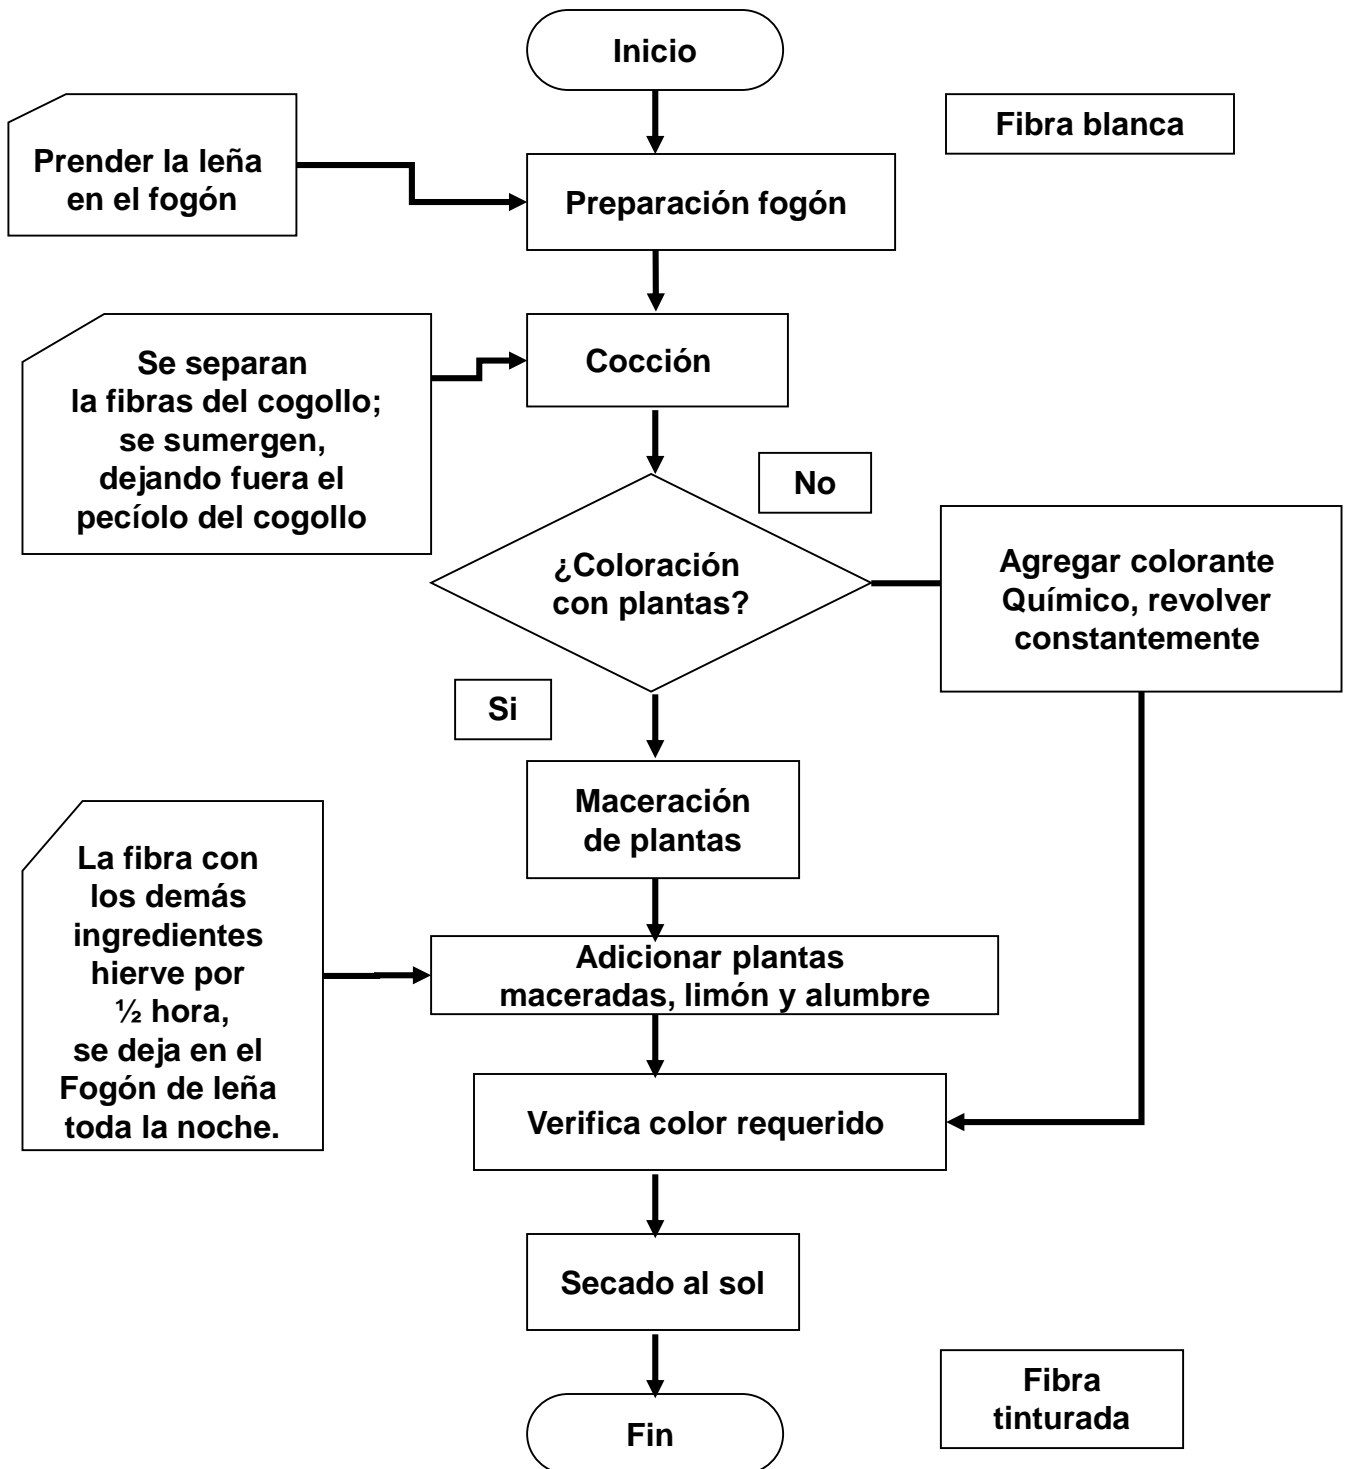 Inicio
Fibra blanca
Prender la leña
en el fogón
Preparación fogón
Se separan
la fibras del cogollo;
se sumergen,
dejando fuera el
pecíolo del cogollo
Cocción
No
¿Coloración
con plantas?
Agregar colorante
Químico, revolver
constantemente
Si
Maceración
de plantas
La fibra con
los demás
ingredientes
hierve por
½ hora,
se deja en el
Fogón de leña
toda la noche.
Adicionar plantas
maceradas, limón y alumbre
Verifica color requerido
Secado al sol
Fibra
tinturada
Fin